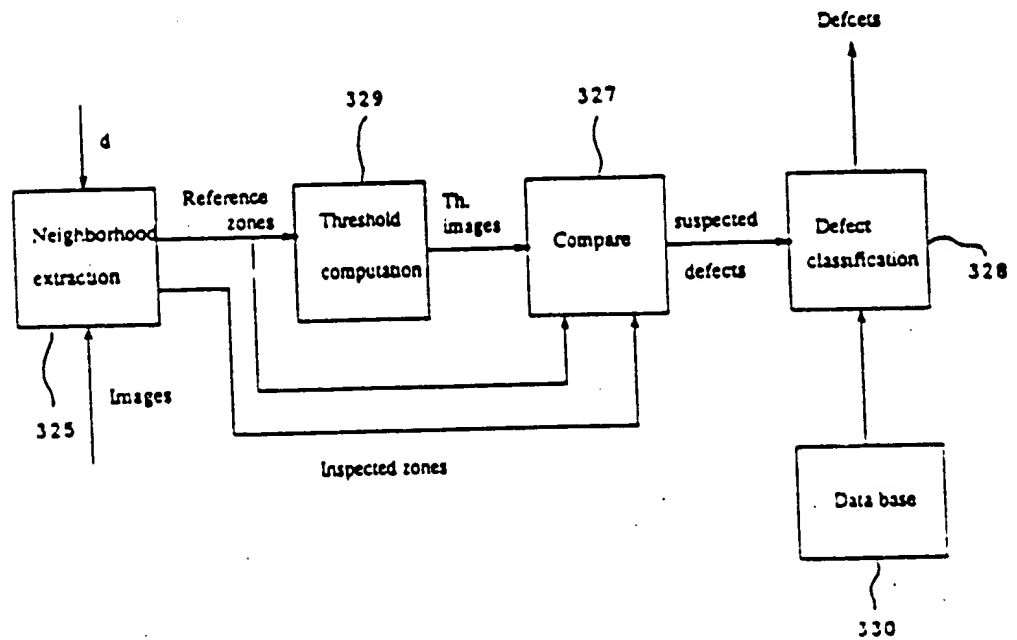 Defcets
329
327
d
Reference
zones
Th.
images
Neighborhood
extraction
Threshold
computation
Compare
suspected
defects
Defect
classification
328
Images
325
Inspected zones
Data base
330